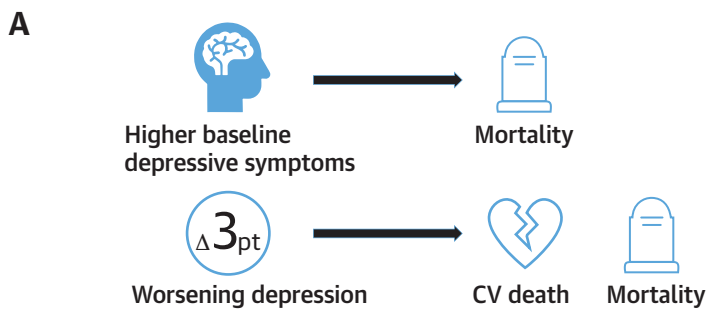 A
Higher baseline
depressive symptoms
Mortality
Δ3pt
Worsening depression
CV death
Mortality